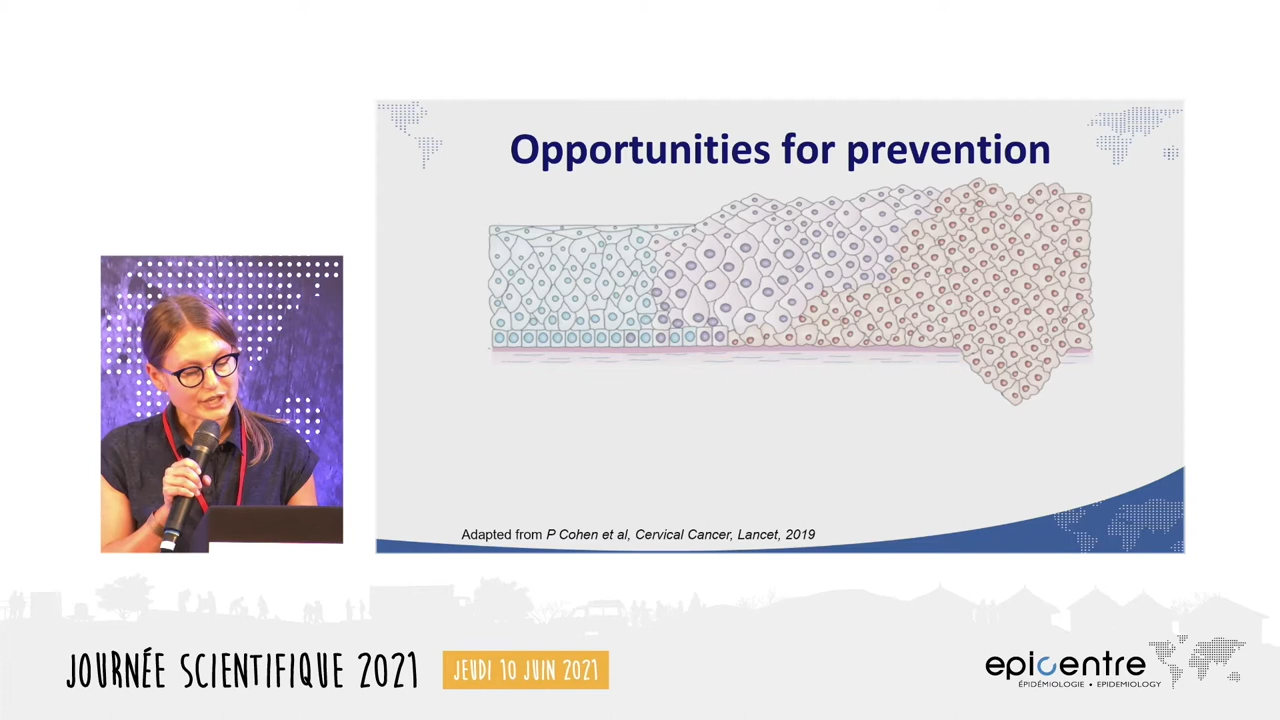 Opportunities for prevention
Adapted from P Cohen et al, Cervical Cancer, Lancet, 2019
JOURNÉE SCIENTIFIQUE 2021
JEUDI 10 JUIN 2021
epicentre
ÉPIDÉMIOLOGIE • EPIDEMIOLOGY